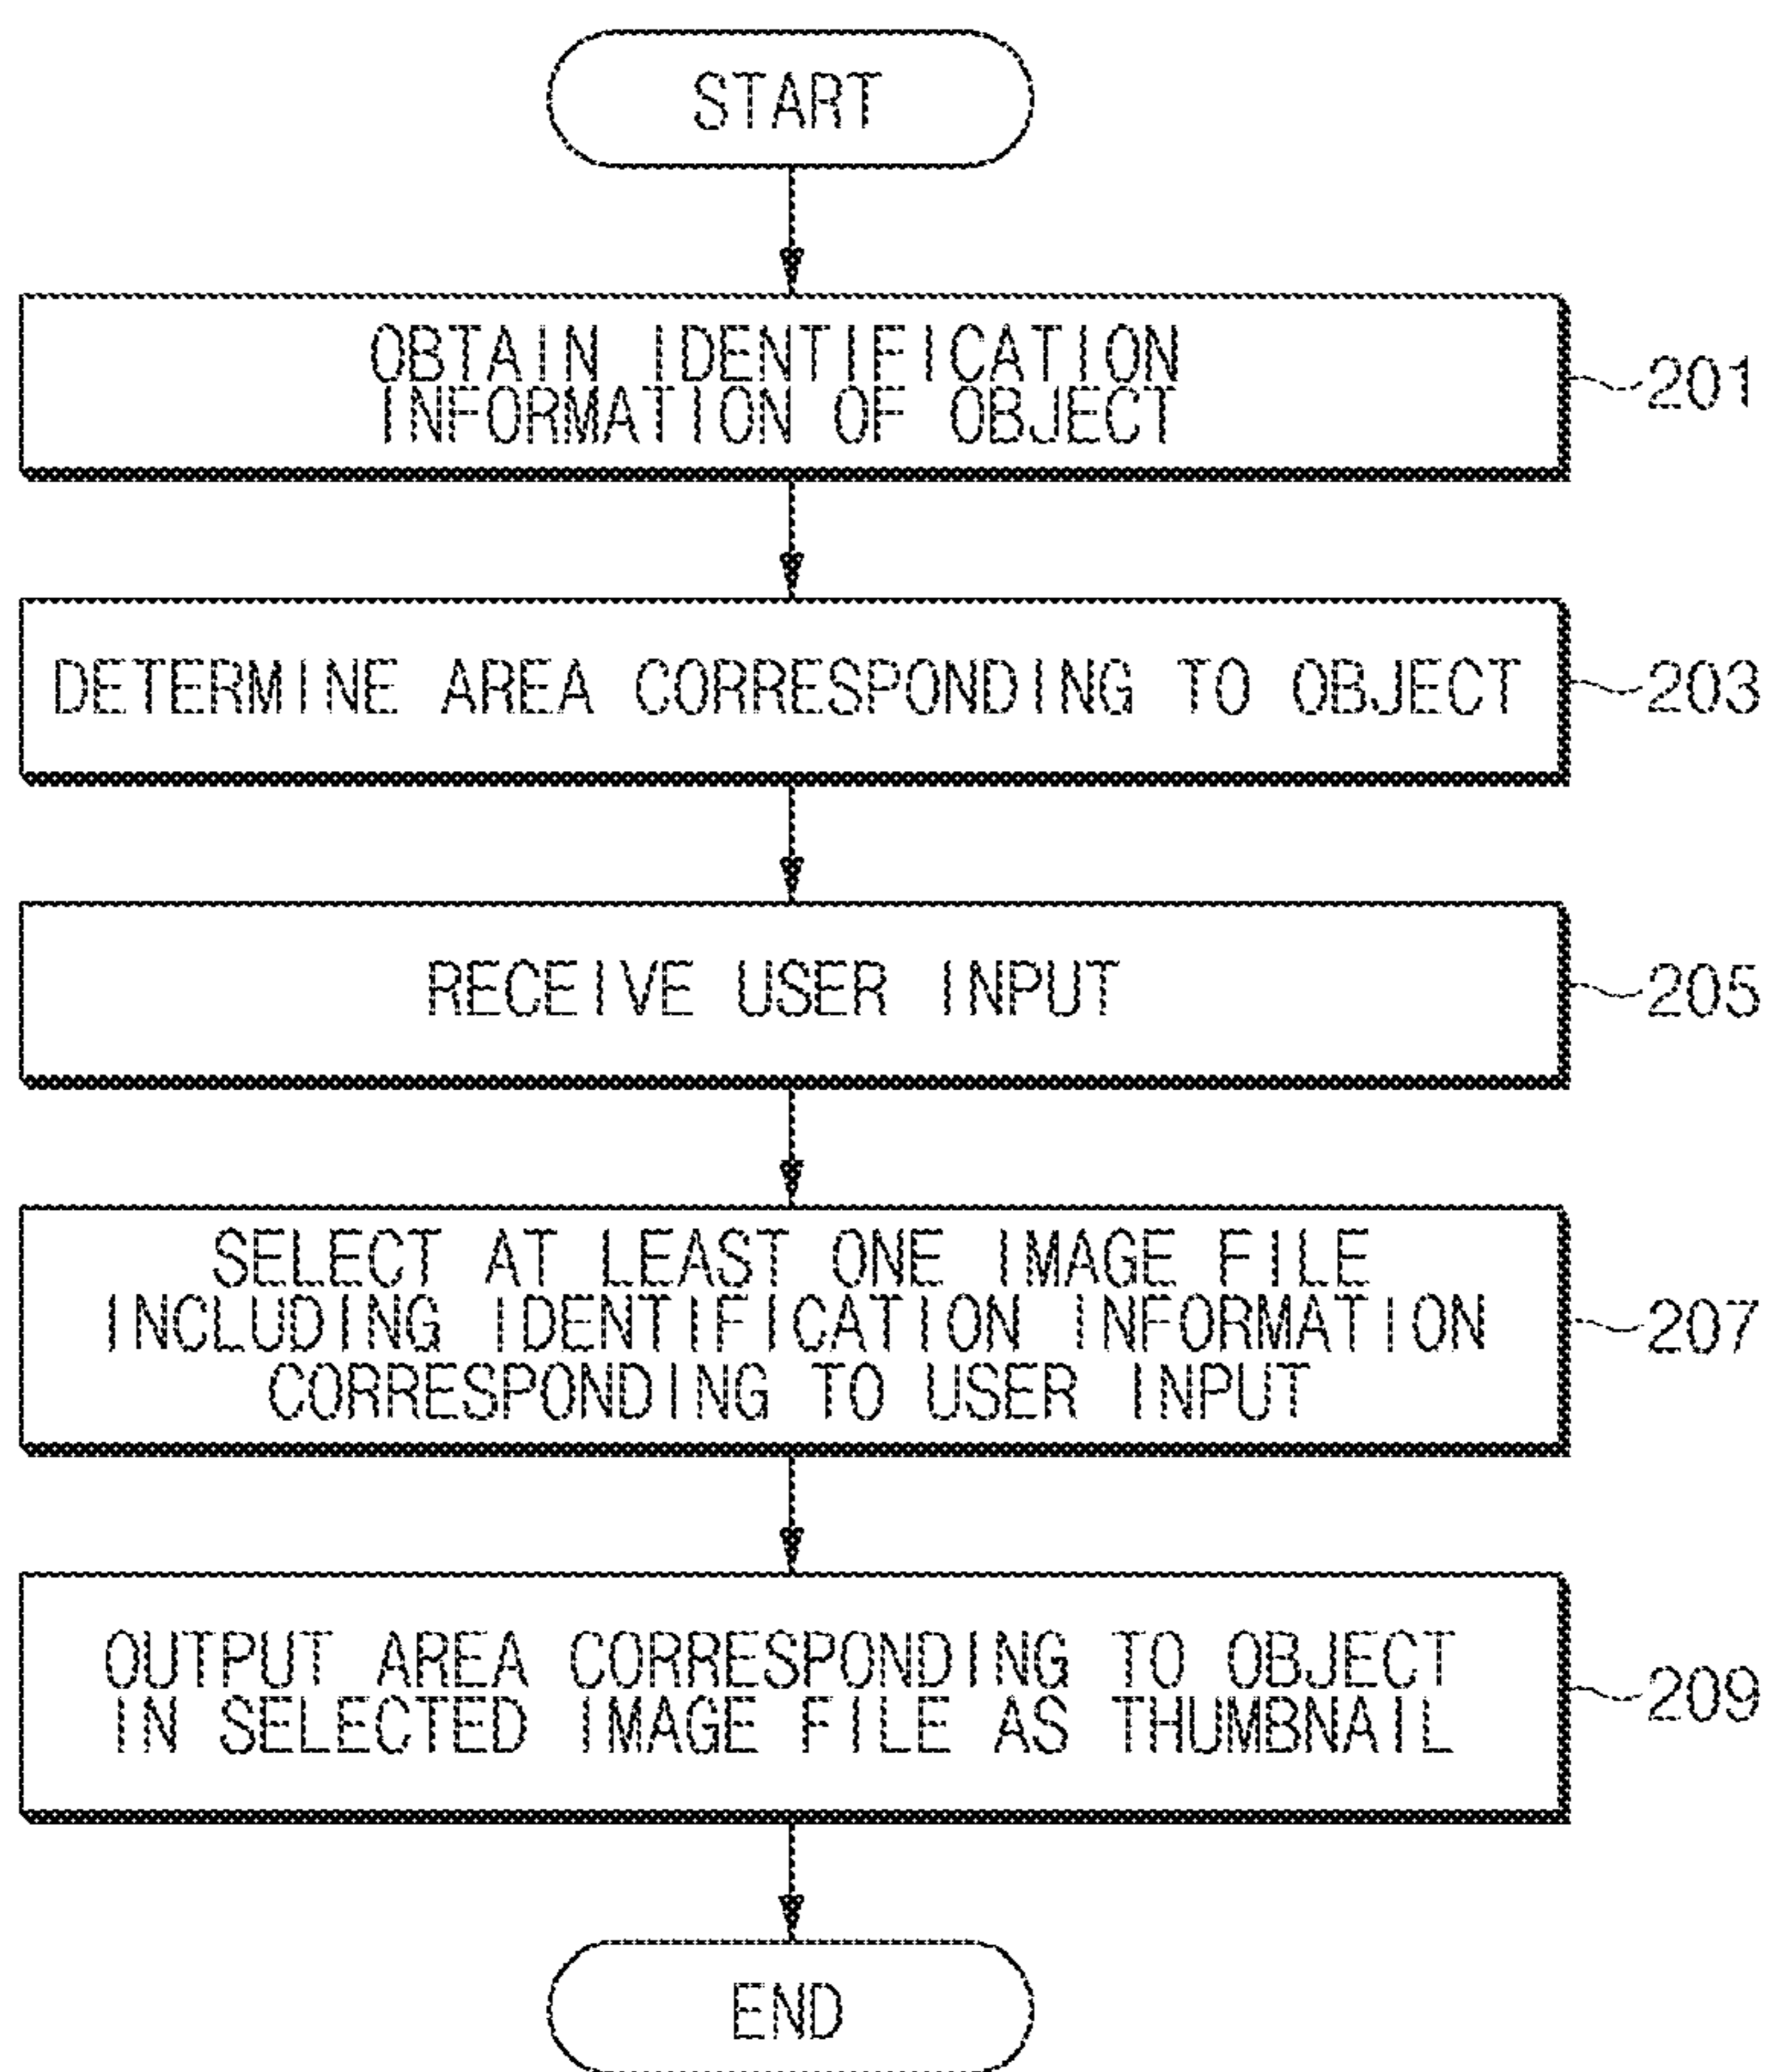 START
OBTAIN IDENTIFICATION
INFORMATION OF OBJECT
201
DETERMINE AREA CORRESPONDING TO OBJECT
203
RECEIVE USER INPUT
205
SELECT AT LEAST ONE IMAGE FILE
INCLUDING IDENTIFICATION INFORMATION
CORRESPONDING TO USER INPUT
207
OUTPUT AREA CORRESPONDING TO OBJECT
IN SELECTED IMAGE FILE AS THUMBNAIL
209
END